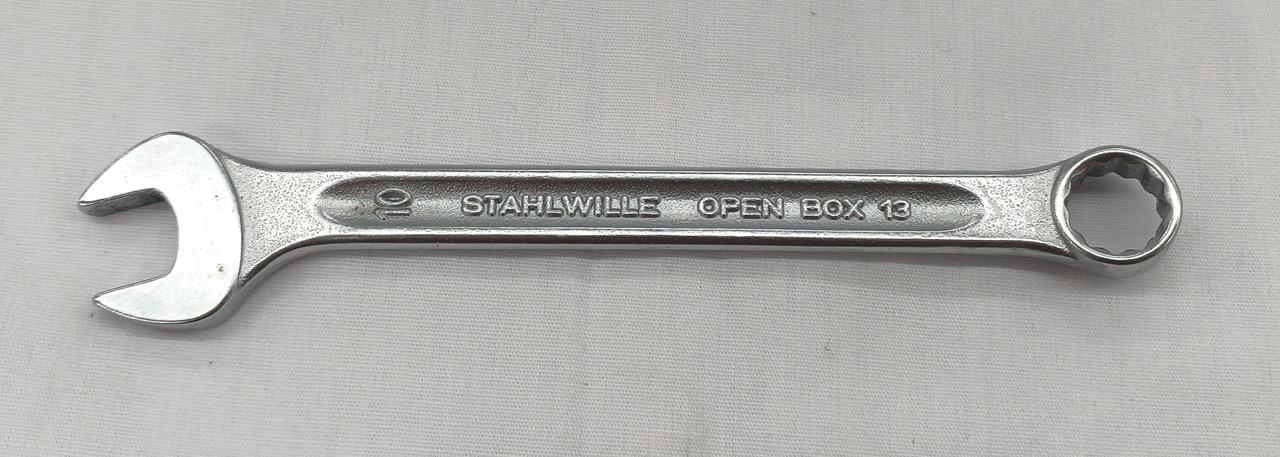 10
STAHLWILLE OPEN BOX 13